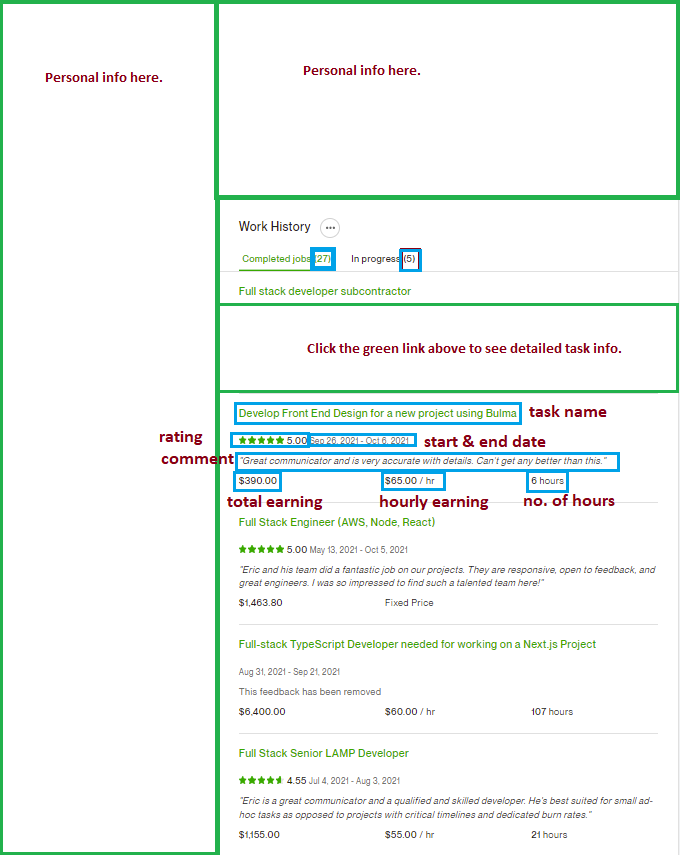 Personal info here.
Personal info here.
Work History
Completed jobs (27) In progress (5)
Full stack developer subcontractor
Click the green link above to see detailed task info.
Develop Front End Design for a new project using Bulma task name
rating 5.00 Sep 26, 2021 - Oct 6, 2021 start & end date
comment "Great communicator and is very accurate with details. Can't get any better than this."
$390.00 $65.00 / hr 6 hours
total earning hourly earning no. of hours
Full Stack Engineer (AWS, Node, React)
5.00 May 13, 2021 - Oct 5, 2021
"Eric and his team did a fantastic job on our projects. They are responsive, open to feedback, and
great engineers. I was so impressed to find such a talented team here!"
$1,463.80 Fixed Price
Full-stack TypeScript Developer needed for working on a Next.js Project
Aug 31, 2021 - Sep 21, 2021
This feedback has been removed
$6,400.00 $60.00 / hr 107 hours
Full Stack Senior LAMP Developer
4.55 Jul 4, 2021 - Aug 3, 2021
"Eric is a great communicator and a qualified and skilled developer. He's best suited for small ad-
hoc tasks as opposed to projects with critical timelines and dedicated burn rates."
$1,155.00 $55.00 / hr 21 hours